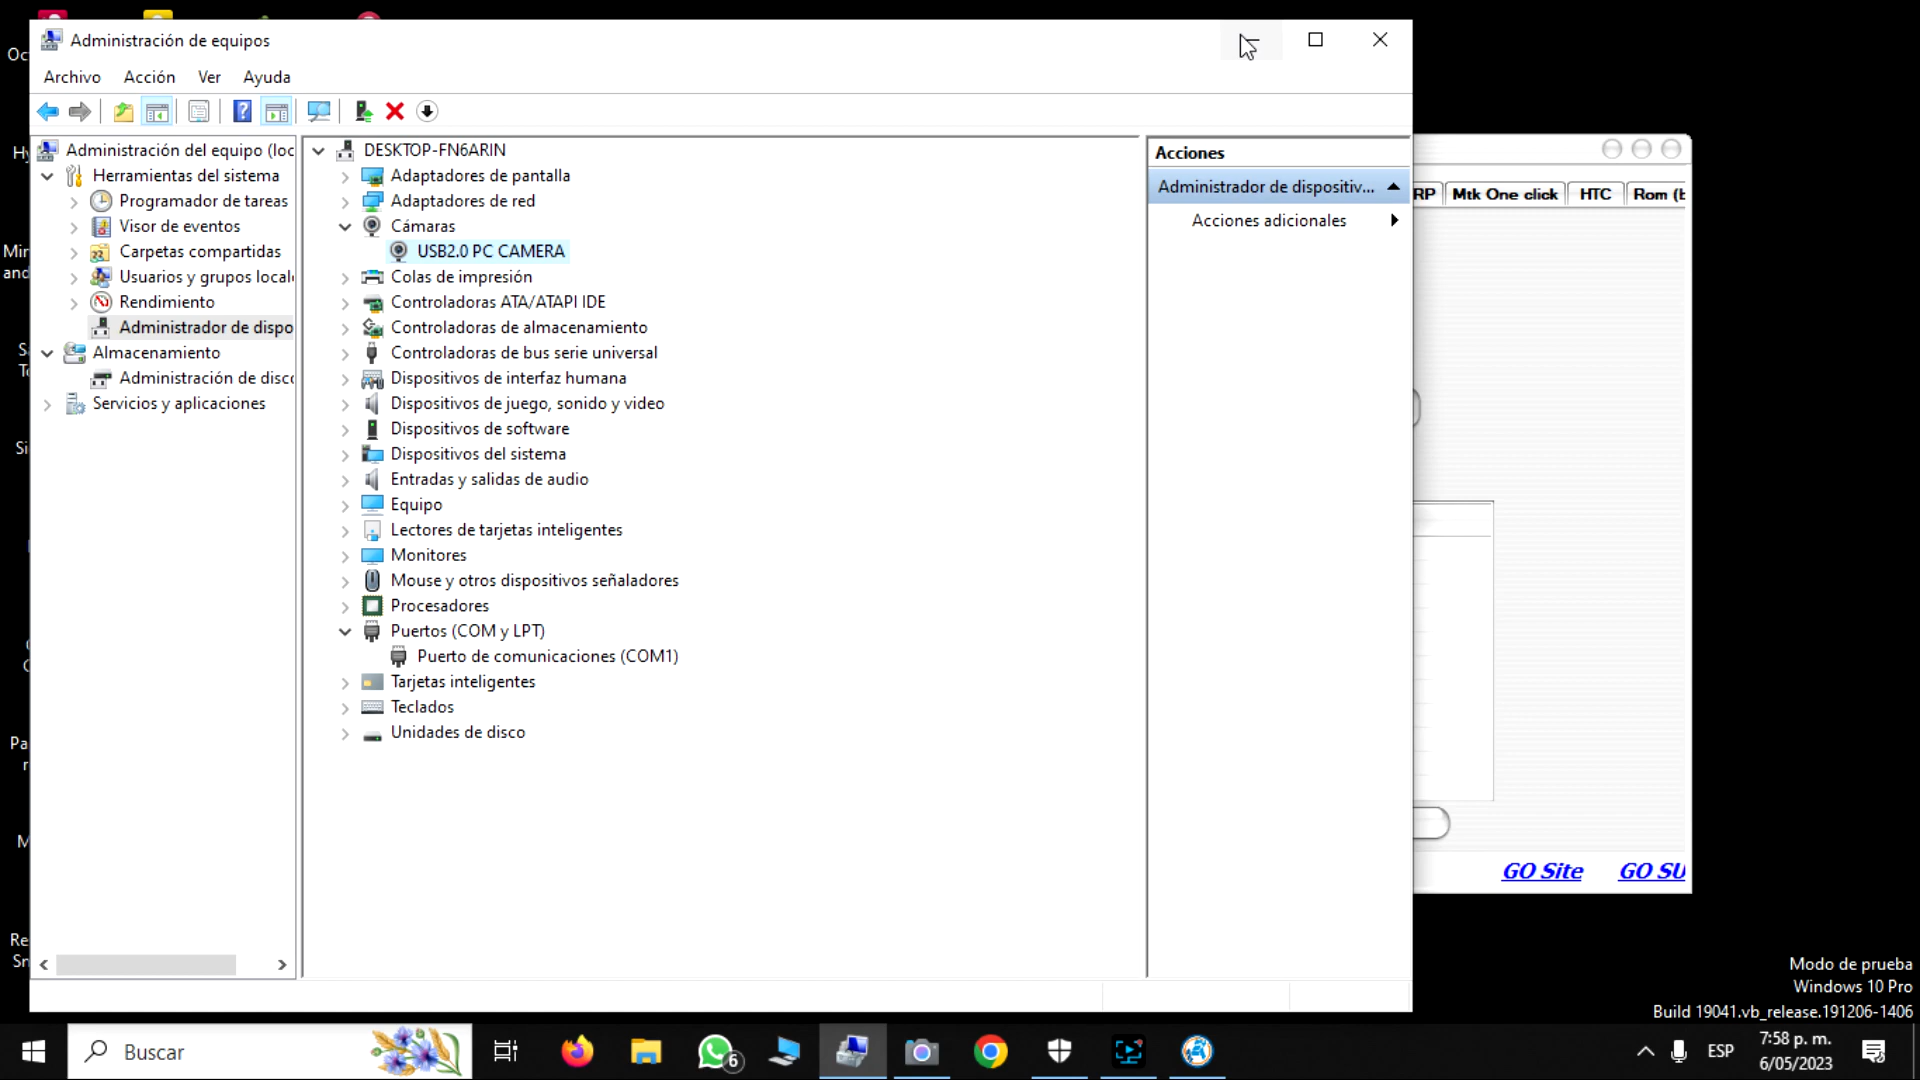 Administración de equipos
Archivo Acción Ver Ayuda
Administración del equipo (loc
Herramientas del sistema
Programador de tareas
Visor de eventos
Carpetas compartidas
Usuarios y grupos locale
Rendimiento
Administrador de dispo
Almacenamiento
Administración de disco
Servicios y aplicaciones
DESKTOP-FN6ARIN
Adaptadores de pantalla
Adaptadores de red
Cámaras
USB2.0 PC CAMERA
Colas de impresión
Controladoras ATA/ATAPI IDE
Controladoras de almacenamiento
Controladoras de bus serie universal
Dispositivos de interfaz humana
Dispositivos de juego, sonido y video
Dispositivos de software
Dispositivos del sistema
Entradas y salidas de audio
Equipo
Lectores de tarjetas inteligentes
Monitores
Mouse y otros dispositivos señaladores
Procesadores
Puertos (COM y LPT)
Puerto de comunicaciones (COM1)
Tarjetas inteligentes
Teclados
Unidades de disco
Acciones
Administrador de dispositiv...
Acciones adicionales
RP Mtk One click HTC Rom (b
GO Site GO SU
Modo de prueba
Windows 10 Pro
Build 19041.vb_release.191206-1406
Buscar
6
ESP
7:58 p. m.
6/05/2023